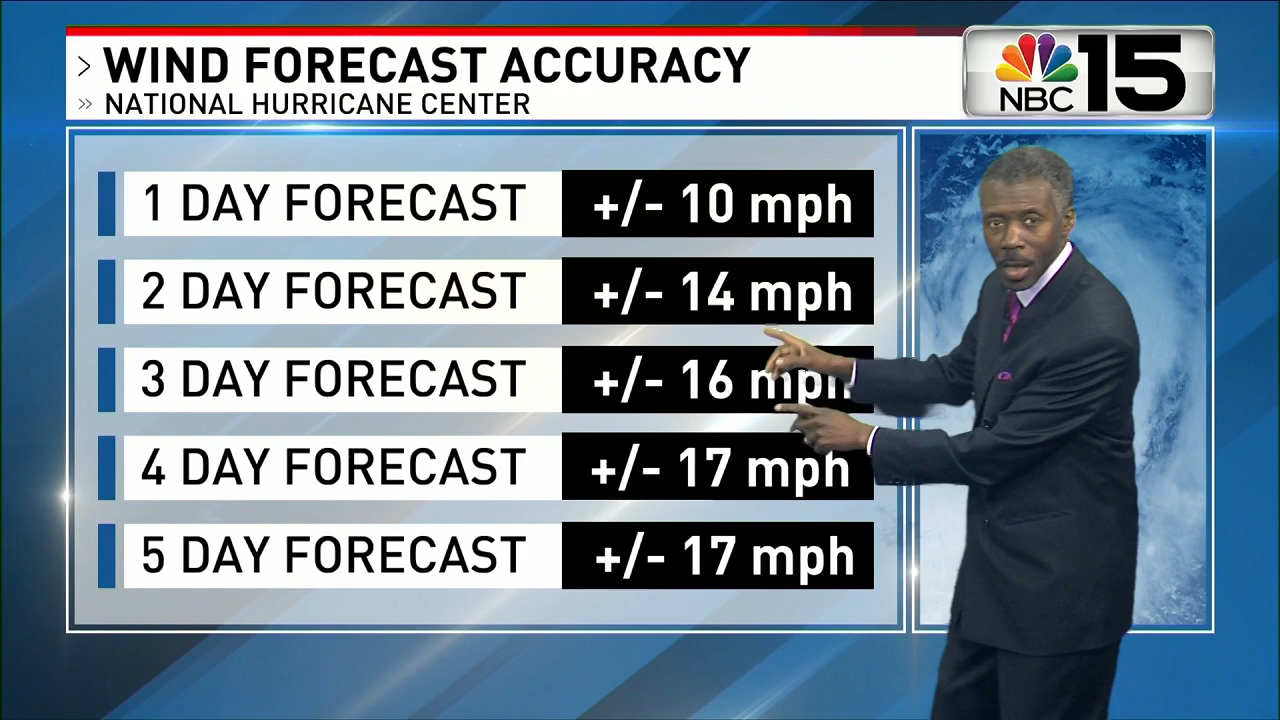 > WIND FORECAST ACCURACY
» NATIONAL HURRICANE CENTER
NBC 15
1 DAY FORECAST +/- 10 mph
2 DAY FORECAST +/- 14 mph
3 DAY FORECAST +/- 16 mph
4 DAY FORECAST +/- 17 mph
5 DAY FORECAST +/- 17 mph